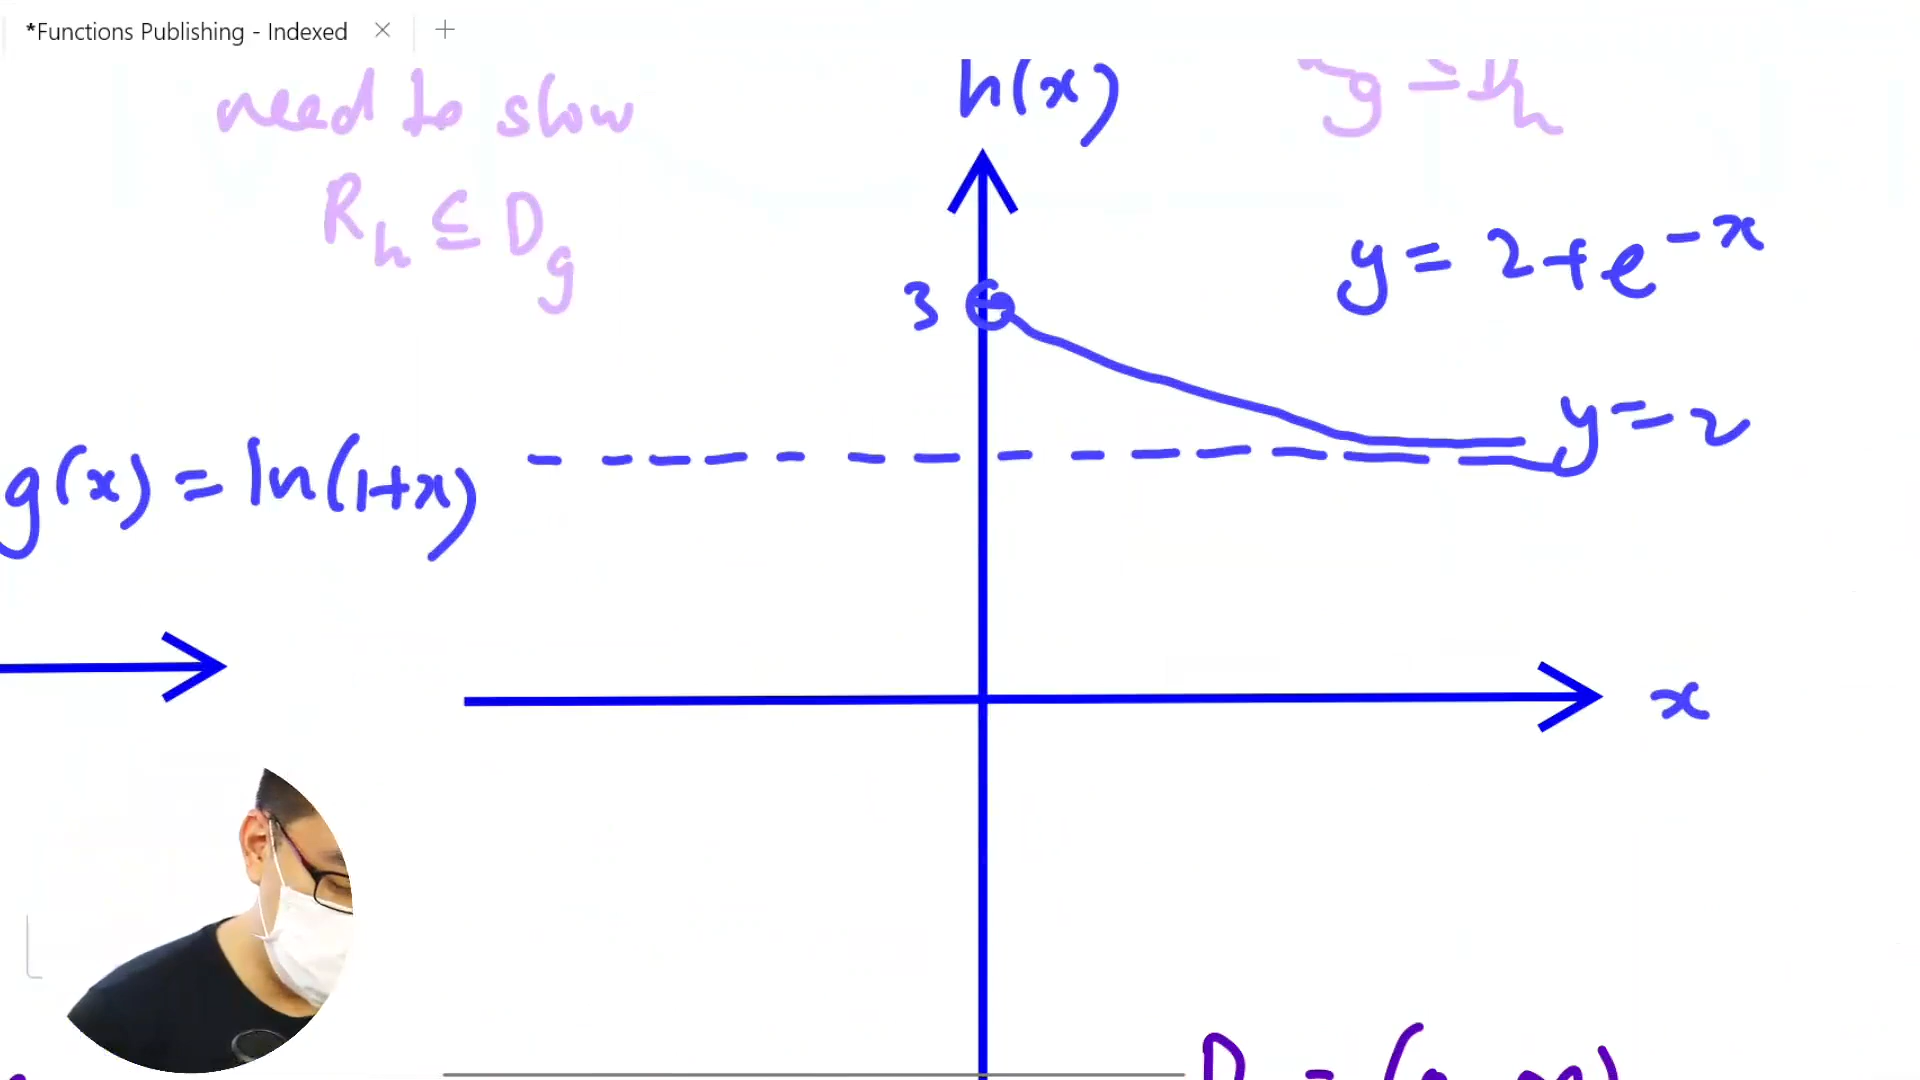 *Functions Publishing - Indexed
need to show
R_h ⊆ D_g
h(x)
y = 2+e^{-x}
3
y = 2
g(x) = ln(1+x)
x